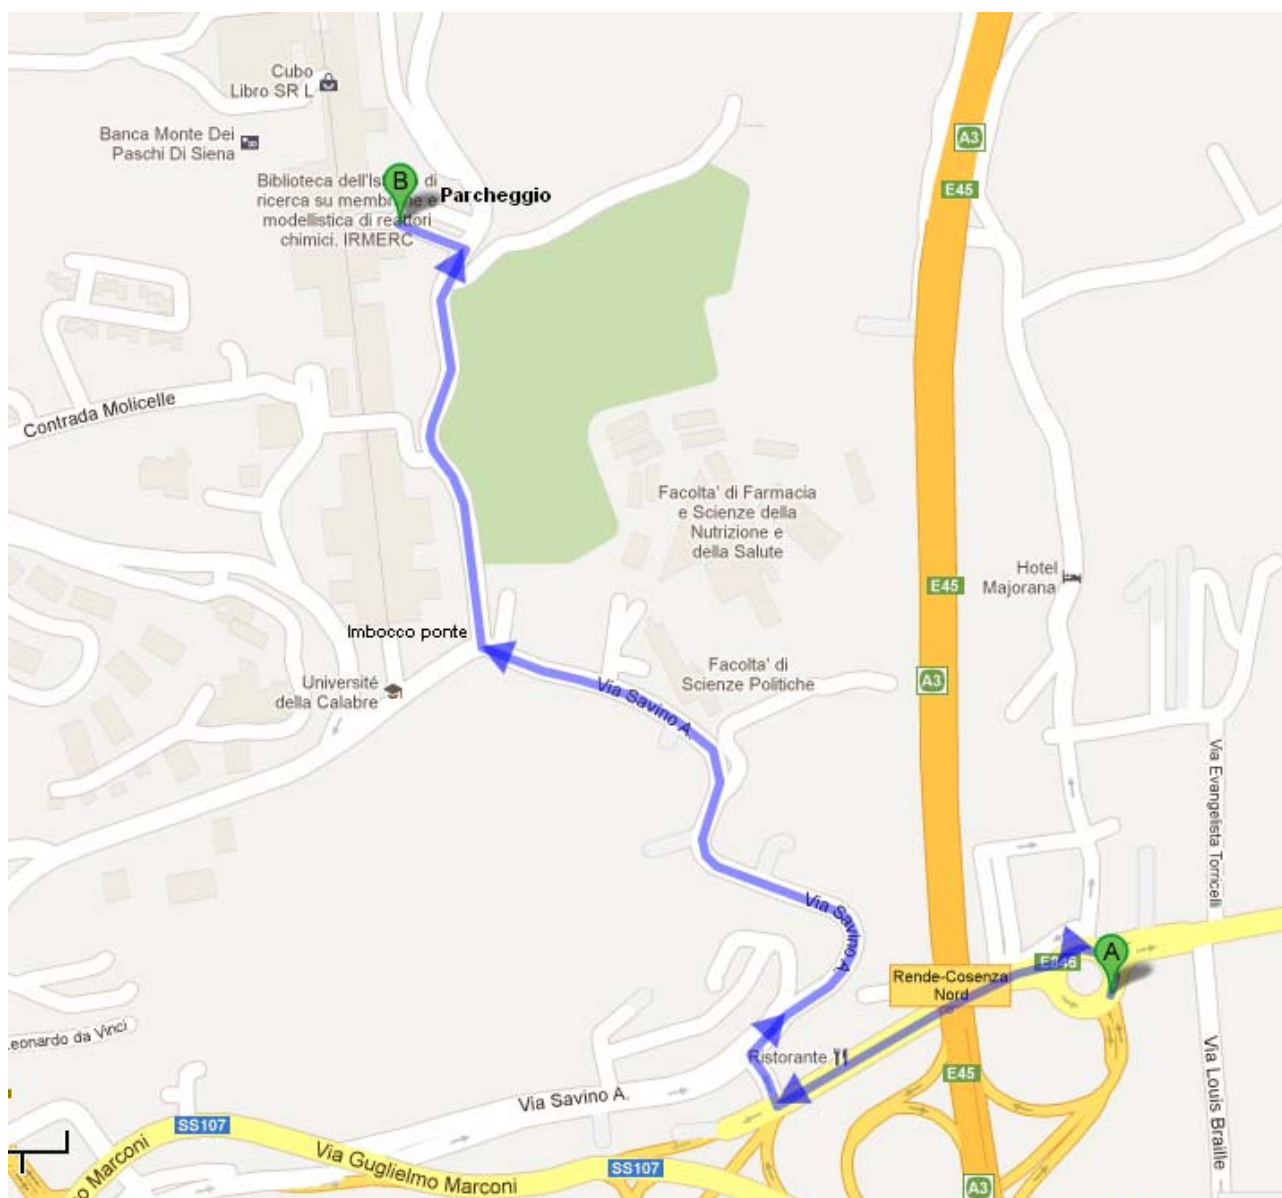 Cubo
Libro SR L
A3
Banca Monte Dei
Paschi Di Siena
E45
B
Parcheggio
Biblioteca dell'Is di
ricerca su membrane e
modellistica di reattori
chimici. IRMERC
Contrada Molicelle
Facolta' di Farmacia
e Scienze della
Nutrizione e
della Salute
Hotel
Majorana
E45
Imbocco ponte
Facolta' di
Scienze Politiche
A3
Université
della Calabre
Via Savino A.
Via Evangelista Torricelli
Via Savino A.
A
E846
Rende-Cosenza
Nord
eonardo da Vinci
Ristorante
E45
Via Louis Braille
Via Savino A.
SS107
o Marconi
Via Guglielmo Marconi
SS107
A3